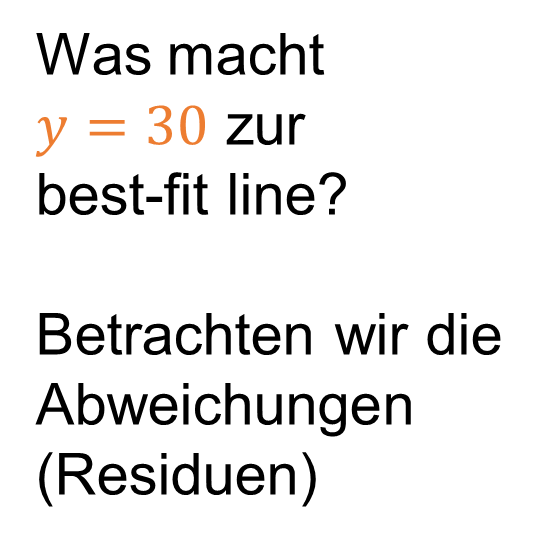 Was macht
y = 30 zur
best-fit line?
Betrachten wir die
Abweichungen
(Residuen)